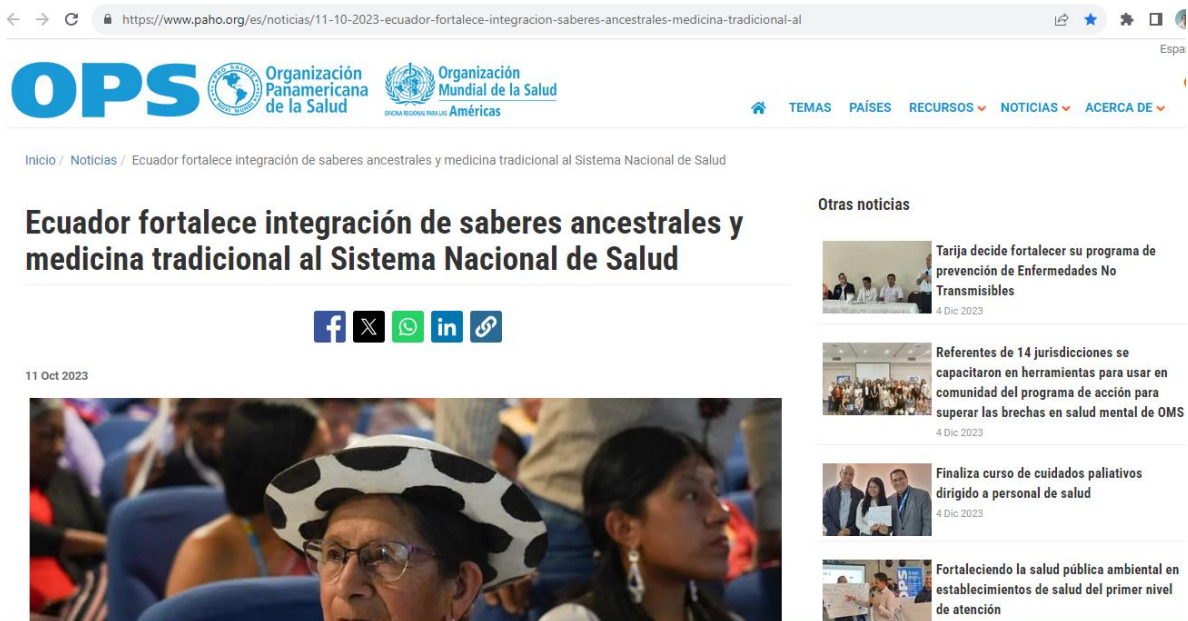 https://www.paho.org/es/noticias/11-10-2023-ecuador-fortalece-integracion-saberes-ancestrales-medicina-tradicional-al
OPS
Organización
Panamericana
de la Salud
Organización
Mundial de la Salud
OFICINA REGIONAL PARA LAS Américas
TEMAS PAÍSES RECURSOS NOTICIAS ACERCA DE
Inicio / Noticias / Ecuador fortalece integración de saberes ancestrales y medicina tradicional al Sistema Nacional de Salud
Ecuador fortalece integración de saberes ancestrales y
medicina tradicional al Sistema Nacional de Salud
11 Oct 2023
Otras noticias
Tarija decide fortalecer su programa de
prevención de Enfermedades No
Transmisibles
4 Dic 2023
Referentes de 14 jurisdicciones se
capacitaron en herramientas para usar en
comunidad del programa de acción para
superar las brechas en salud mental de OMS
4 Dic 2023
Finaliza curso de cuidados paliativos
dirigido a personal de salud
4 Dic 2023
Fortaleciendo la salud pública ambiental en
establecimientos de salud del primer nivel
de atención